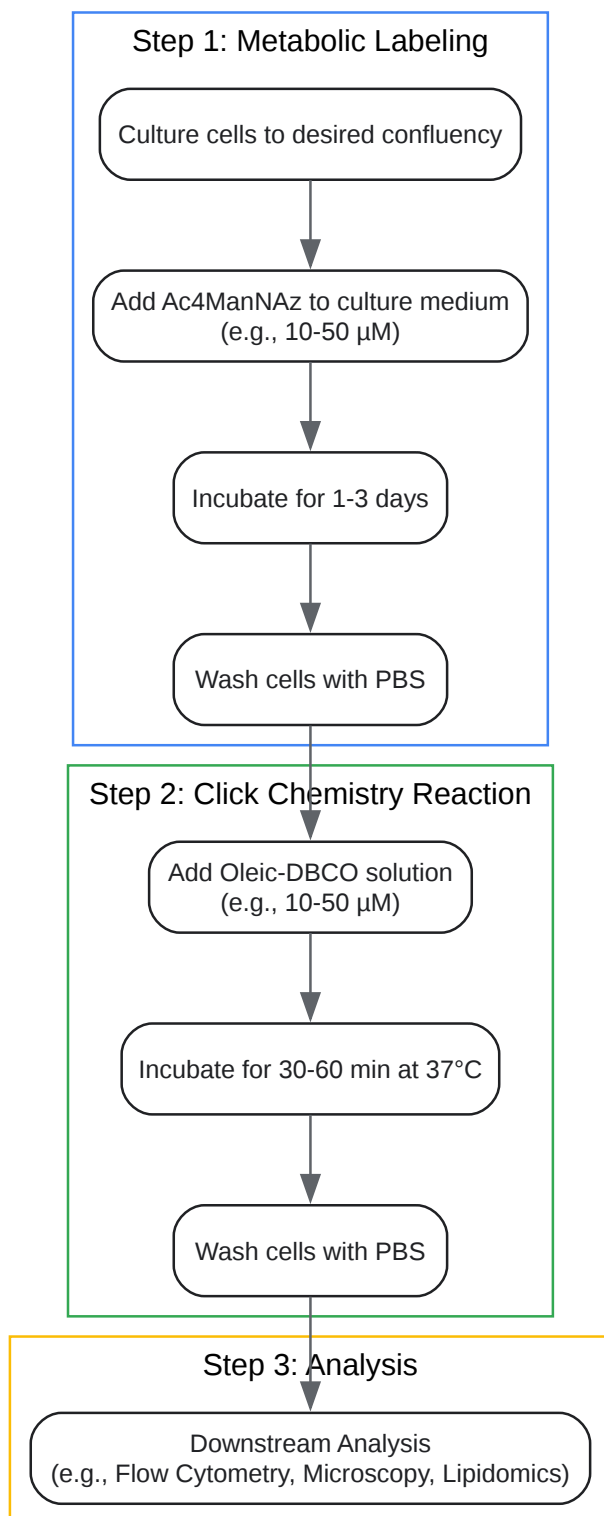 Step 1: Metabolic Labeling
Culture cells to desired confluency
Add Ac4ManNAz to culture medium
(e.g., 10-50 µM)
Incubate for 1-3 days
Wash cells with PBS
Step 2: Click Chemistry Reaction
Add Oleic-DBCO solution
(e.g., 10-50 µM)
Incubate for 30-60 min at 37°C
Wash cells with PBS
Step 3: Analysis
Downstream Analysis
(e.g., Flow Cytometry, Microscopy, Lipidomics)